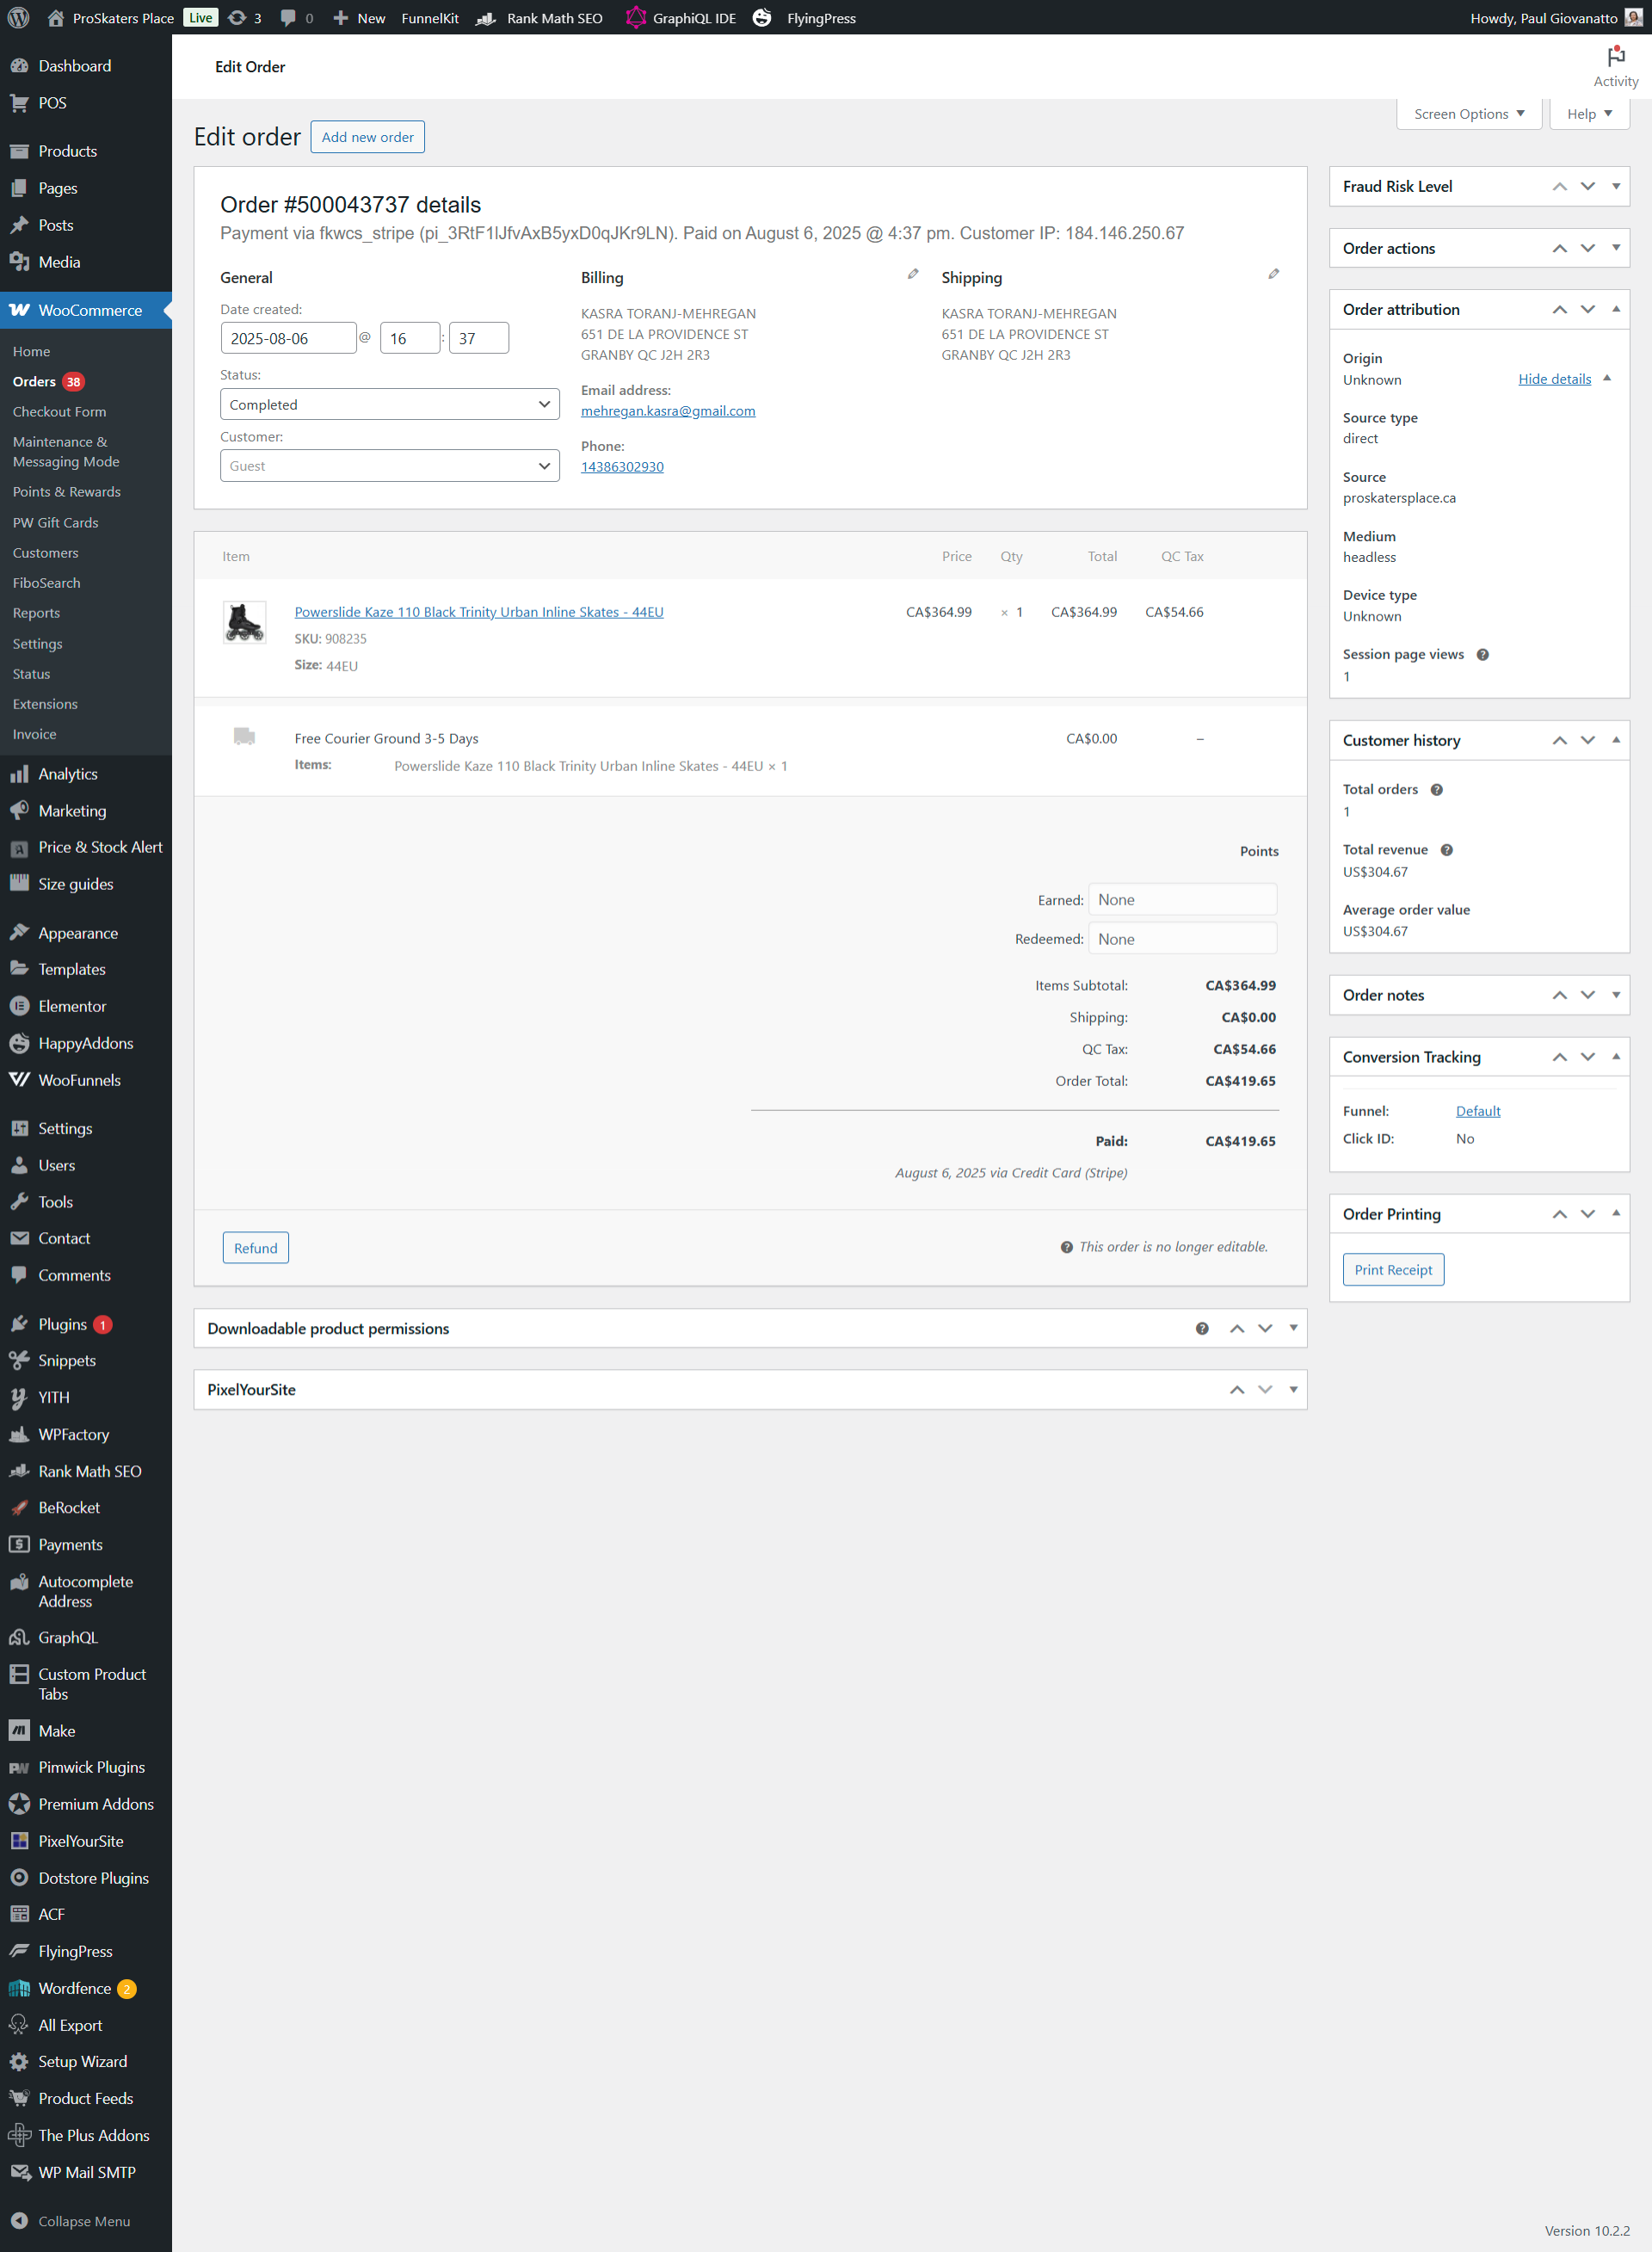 ProSkaters Place Live 3 0 New FunnelKit Rank Math SEO GraphiQL IDE FlyingPress Howdy, Paul Giovanatto
Dashboard
POS
Products
Pages
Posts
Media
WooCommerce
Home
Orders 38
Checkout Form
Maintenance &
Messaging Mode
Points & Rewards
PW Gift Cards
Customers
FiboSearch
Reports
Settings
Status
Extensions
Invoice
Analytics
Marketing
Price & Stock Alert
Size guides
Appearance
Templates
Elementor
HappyAddons
WooFunnels
Settings
Users
Tools
Contact
Comments
Plugins 1
Snippets
YITH
WPFactory
Rank Math SEO
BeRocket
Payments
Autocomplete
Address
GraphQL
Custom Product
Tabs
Make
Pimwick Plugins
Premium Addons
PixelYourSite
Dotstore Plugins
ACF
FlyingPress
Wordfence 2
All Export
Setup Wizard
Product Feeds
The Plus Addons
WP Mail SMTP
Collapse Menu
Edit Order
Activity
Screen Options
Help
Edit order
Add new order
Order #500043737 details
Payment via fkwcs_stripe (pi_3RtF1lJfvAxB5yxD0qJKr9LN). Paid on August 6, 2025 @ 4:37 pm. Customer IP: 184.146.250.67
General
Date created:
2025-08-06 @ 16 : 37
Status:
Completed
Customer:
Guest
Billing
KASRA TORANJ-MEHREGAN
651 DE LA PROVIDENCE ST
GRANBY QC J2H 2R3
Email address:
mehregan.kasra@gmail.com
Phone:
14386302930
Shipping
KASRA TORANJ-MEHREGAN
651 DE LA PROVIDENCE ST
GRANBY QC J2H 2R3
Item Price Qty Total QC Tax
Powerslide Kaze 110 Black Trinity Urban Inline Skates - 44EU CA$364.99 × 1 CA$364.99 CA$54.66
SKU: 908235
Size: 44EU
Free Courier Ground 3-5 Days CA$0.00 –
Items: Powerslide Kaze 110 Black Trinity Urban Inline Skates - 44EU × 1
Points
Earned: None
Redeemed: None
Items Subtotal: CA$364.99
Shipping: CA$0.00
QC Tax: CA$54.66
Order Total: CA$419.65
Paid: CA$419.65
August 6, 2025 via Credit Card (Stripe)
Refund
This order is no longer editable.
Downloadable product permissions
PixelYourSite
Fraud Risk Level
Order actions
Order attribution
Origin
Unknown Hide details
Source type
direct
Source
proskatersplace.ca
Medium
headless
Device type
Unknown
Session page views
1
Customer history
Total orders
1
Total revenue
US$304.67
Average order value
US$304.67
Order notes
Conversion Tracking
Funnel: Default
Click ID: No
Order Printing
Print Receipt
Version 10.2.2